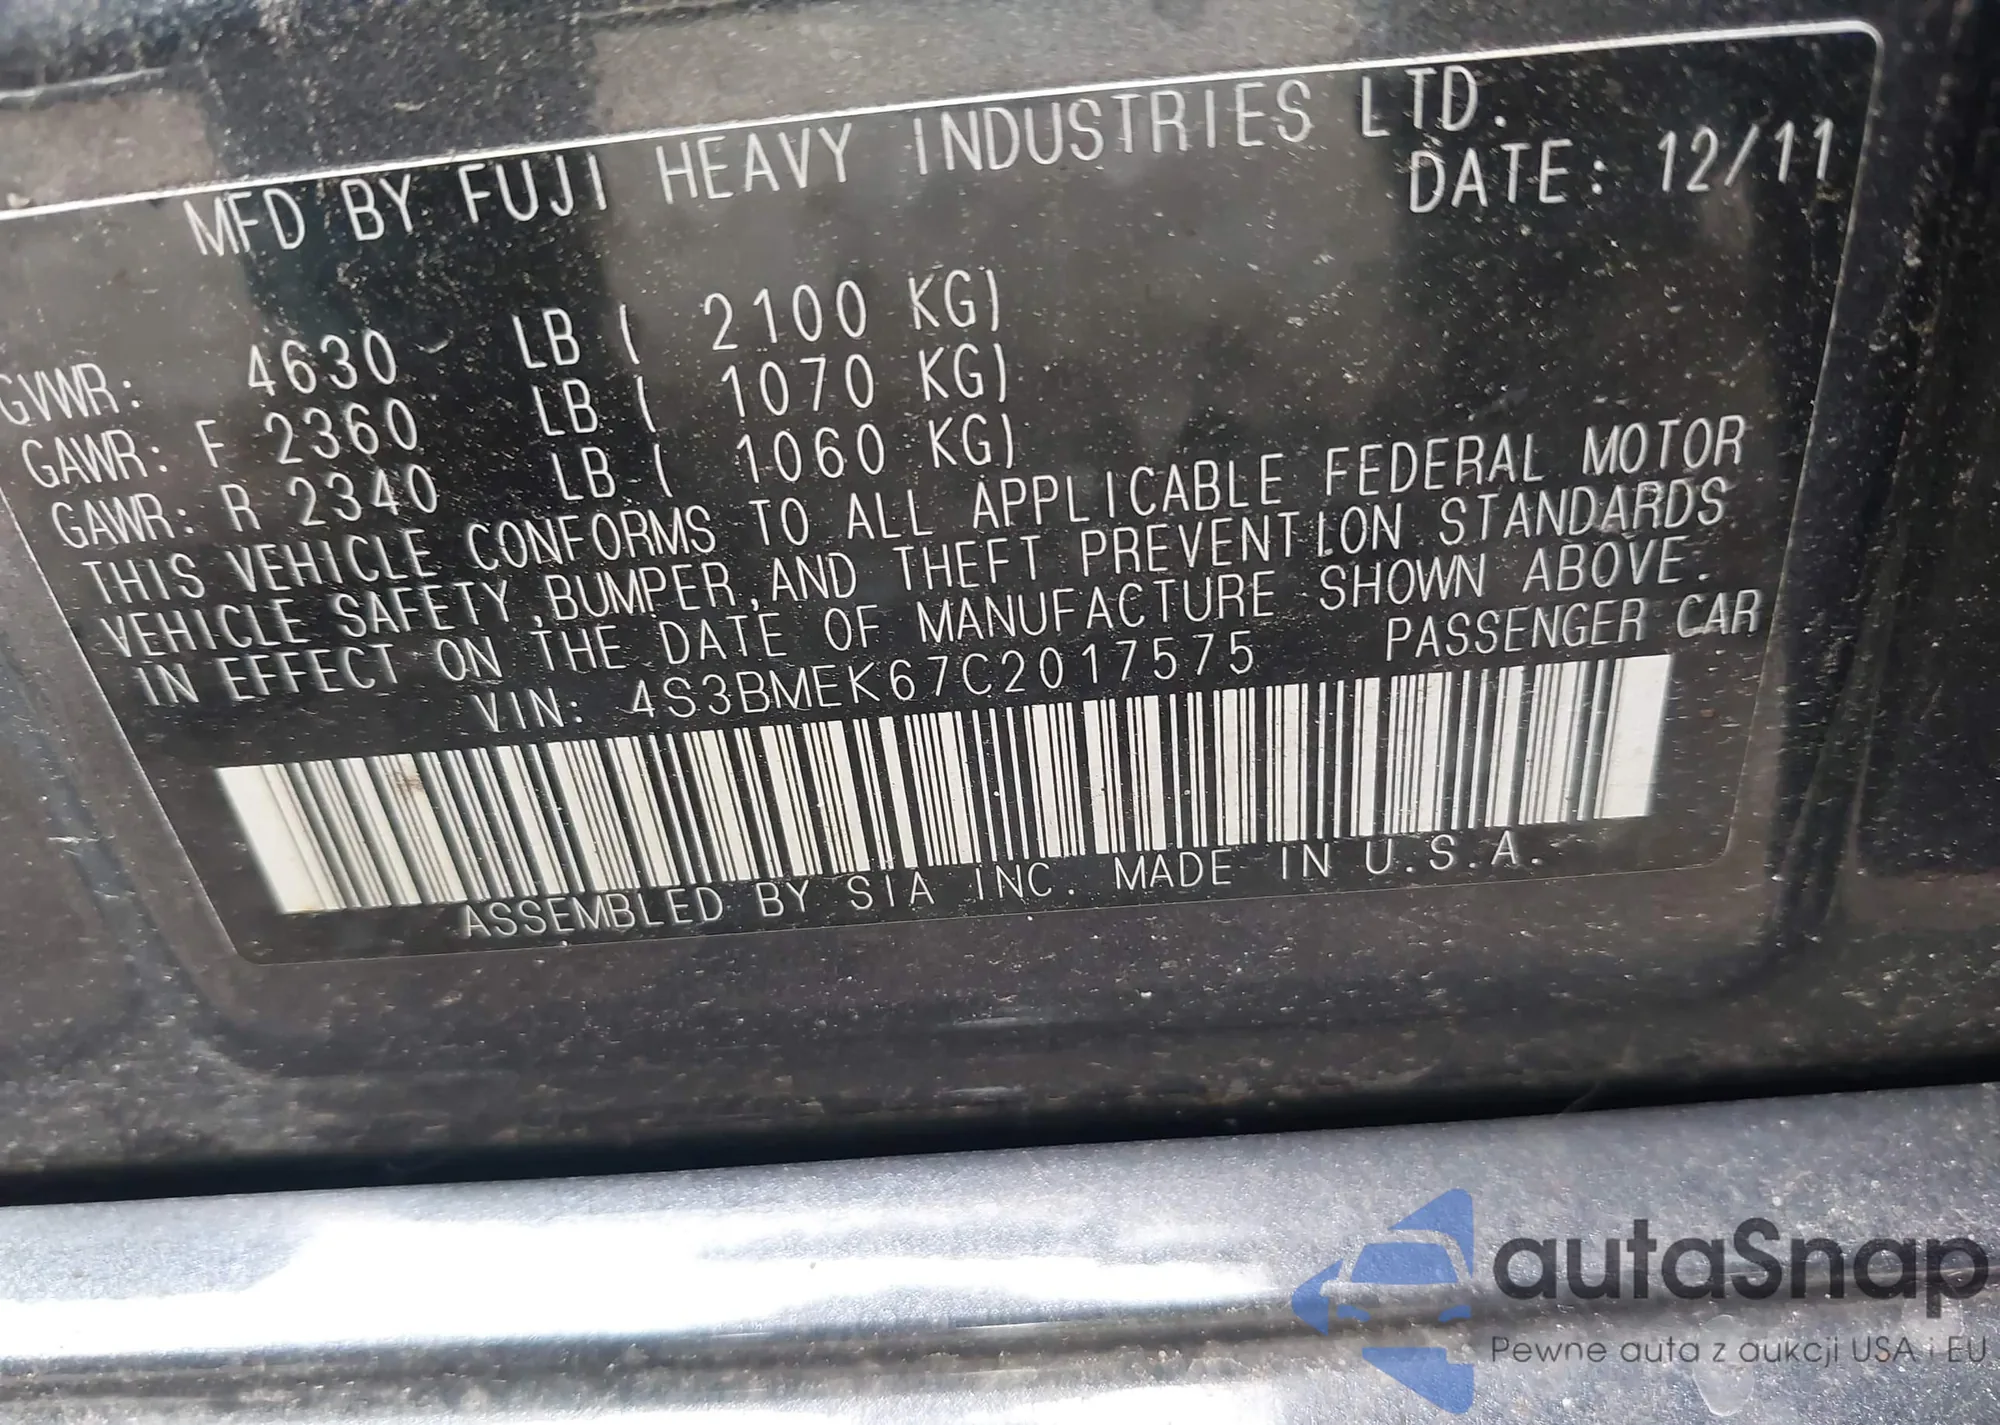 MFD BY FUJI HEAVY INDUSTRIES LTD.
DATE: 12/11
GVWR: 4630 LB ( 2100 KG)
GAWR: F 2360 LB ( 1070 KG)
GAWR: R 2340 LB ( 1060 KG)
THIS VEHICLE CONFORMS TO ALL APPLICABLE FEDERAL MOTOR
VEHICLE SAFETY,BUMPER,AND THEFT PREVENTION STANDARDS
IN EFFECT ON THE DATE OF MANUFACTURE SHOWN ABOVE.
VIN: 4S3BMEK67C2017575 PASSENGER CAR
ASSEMBLED BY SIA INC. MADE IN U.S.A.
autaSnap
Pewne auta z aukcji USA i EU